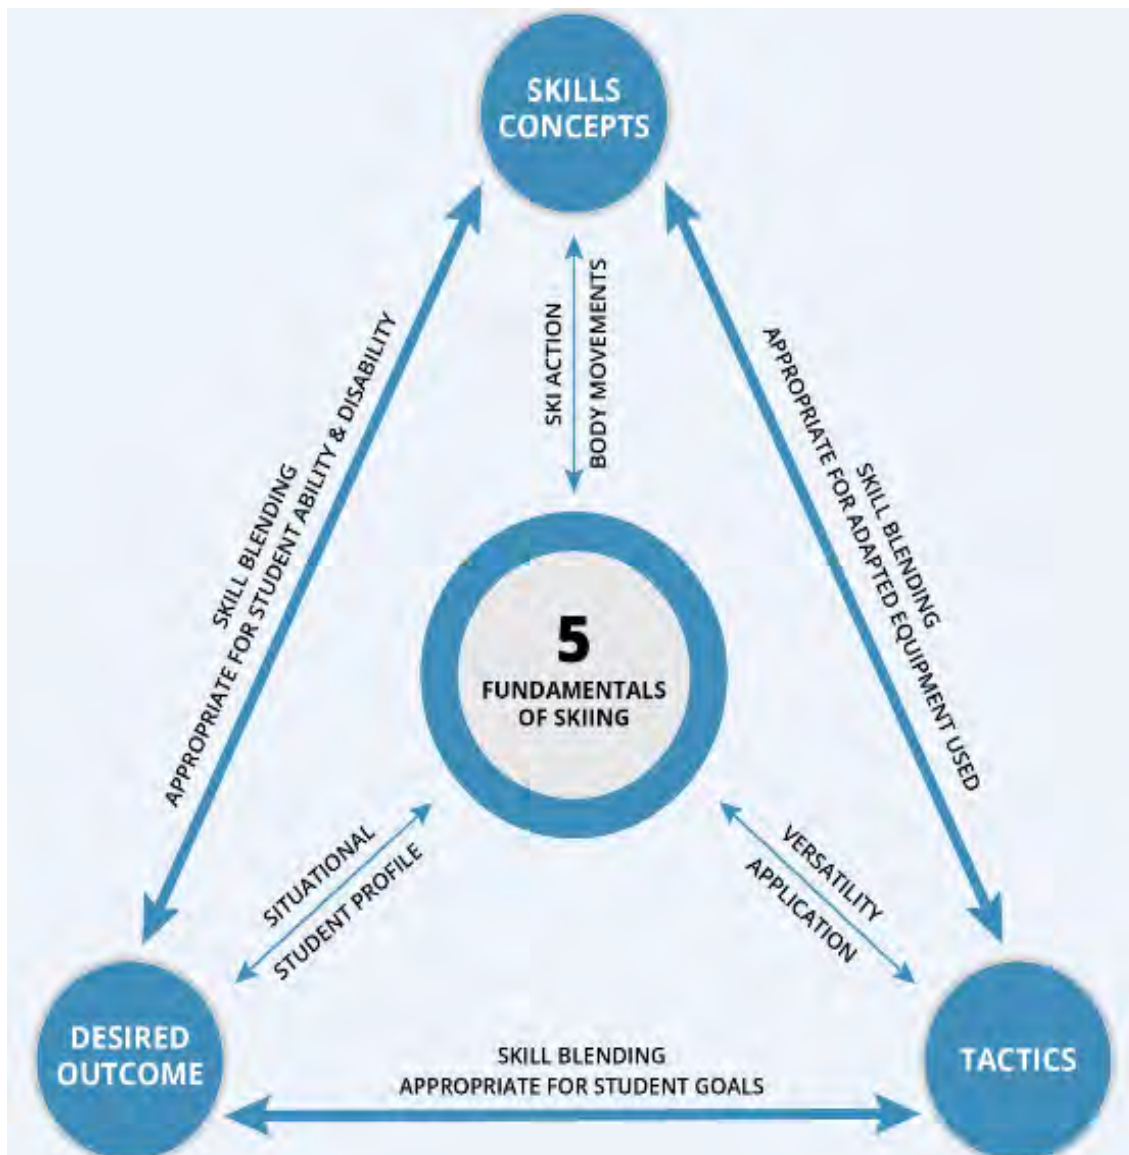 SKILLS
CONCEPTS
SKI ACTION
BODY MOVEMENTS
SKILL BLENDING
APPROPRIATE FOR STUDENT ABILITY & DISABILITY
SKILL BLENDING
APPROPRIATE FOR ADAPTED EQUIPMENT USED
5
FUNDAMENTALS
OF SKIING
SITUATIONAL
STUDENT PROFILE
VERSATILITY
APPLICATION
DESIRED
OUTCOME
SKILL BLENDING
APPROPRIATE FOR STUDENT GOALS
TACTICS